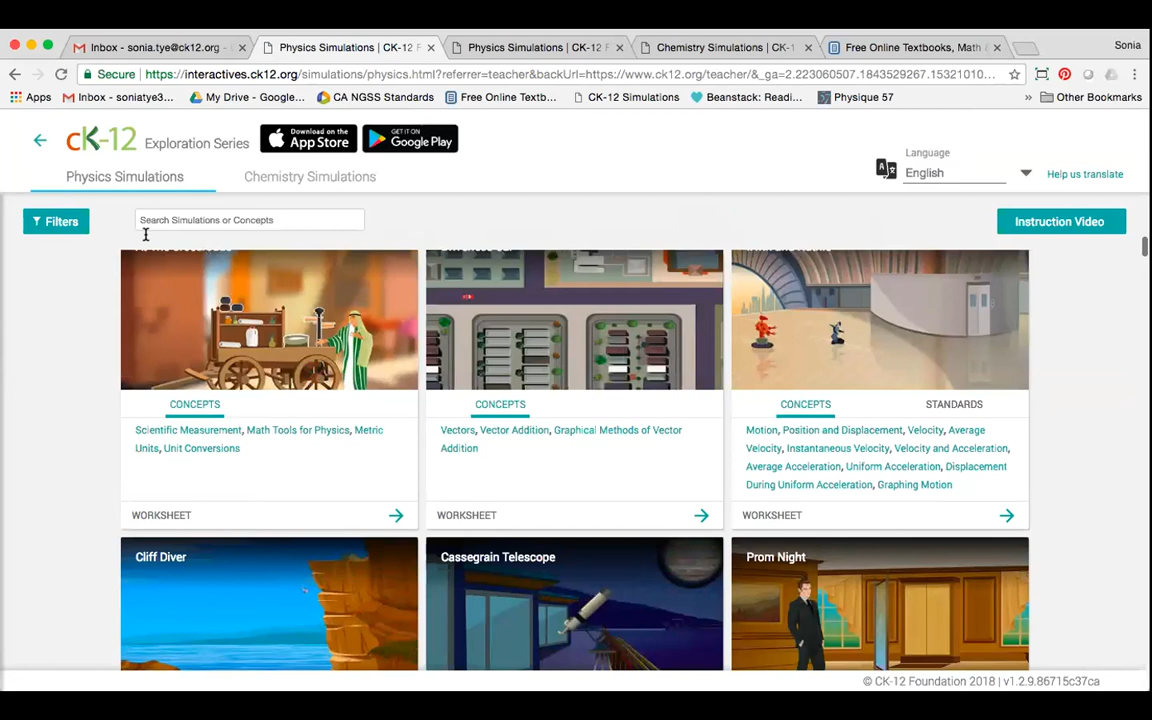 Inbox - sonia.tye@ck12.org -
Physics Simulations | CK-12 F
Physics Simulations | CK-12 F
Chemistry Simulations | CK-
Free Online Textbooks, Math &
Sonia
Secure
https://interactives.ck12.org/simulations/physics.html?referrer=teacher&backUrl=https://www.ck12.org/teacher/&_ga=2.223060507.1843529267.15321010...
Apps
Inbox - soniatye3...
My Drive - Google...
CA NGSS Standards
Free Online Textb...
CK-12 Simulations
Beanstack: Readi...
Physique 57
» Other Bookmarks
cK-12 Exploration Series
Download on the
App Store
GET IT ON
Google Play
Language
English
Help us translate
Physics Simulations
Chemistry Simulations
Filters
Search Simulations or Concepts
Instruction Video
CONCEPTS
Scientific Measurement, Math Tools for Physics, Metric
Units, Unit Conversions
WORKSHEET
CONCEPTS
Vectors, Vector Addition, Graphical Methods of Vector
Addition
WORKSHEET
CONCEPTS
STANDARDS
Motion, Position and Displacement, Velocity, Average
Velocity, Instantaneous Velocity, Velocity and Acceleration,
Average Acceleration, Uniform Acceleration, Displacement
During Uniform Acceleration, Graphing Motion
WORKSHEET
Cliff Diver
Cassegrain Telescope
Prom Night
© CK-12 Foundation 2018 | v1.2.9.86715c37ca